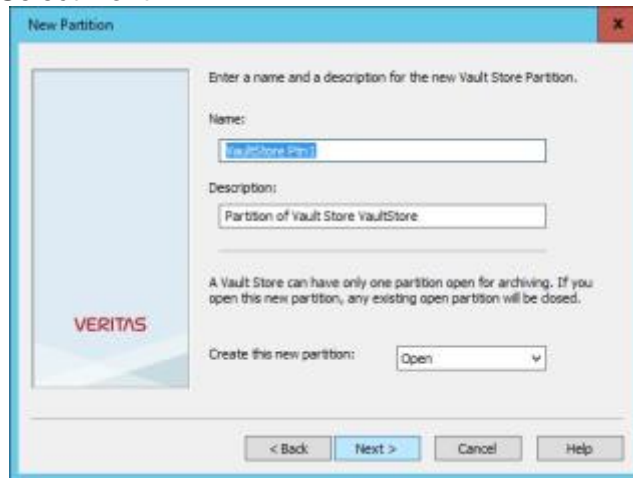 New Partition
x
Enter a name and a description for the new Vault Store Partition.
Name:
VaultStore Ptn1
Description:
Partition of Vault Store VaultStore
A Vault Store can have only one partition open for archiving. If you
open this new partition, any existing open partition will be closed.
VERITAS
Create this new partition:
Open
< Back
Next >
Cancel
Help